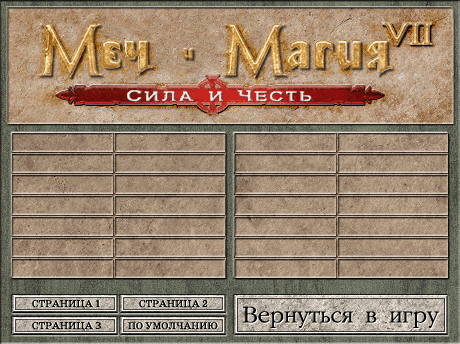 Меч и Магия VII
Сила и Честь
СТРАНИЦА 1
СТРАНИЦА 2
СТРАНИЦА 3
ПО УМОЛЧАНИЮ
Вернуться в игру